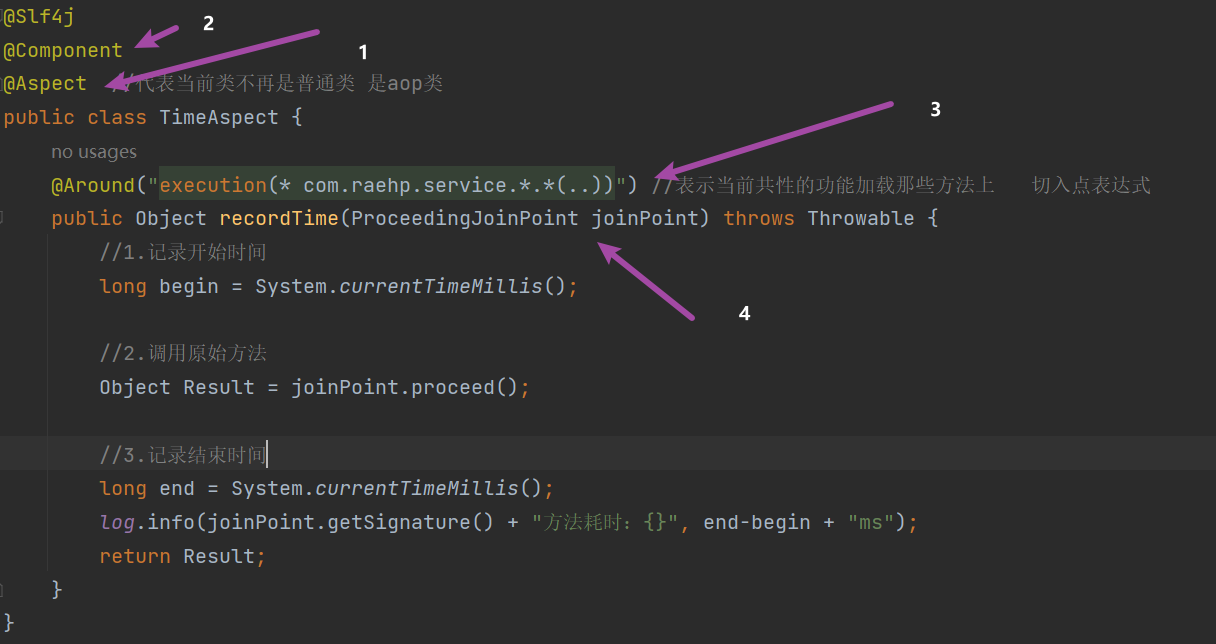 @Slf4j
2
@Component
1
@Aspect //代表当前类不再是普通类 是aop类
public class TimeAspect {
3
no usages
@Around("execution(* com.raehp.service.*.*(..))") //表示当前共性的功能加载那些方法上 切入点表达式
public Object recordTime(ProceedingJoinPoint joinPoint) throws Throwable {
//1.记录开始时间
long begin = System.currentTimeMillis();
4
//2.调用原始方法
Object Result = joinPoint.proceed();
//3.记录结束时间
long end = System.currentTimeMillis();
log.info(joinPoint.getSignature() + "方法耗时: {}", end-begin + "ms");
return Result;
}
}